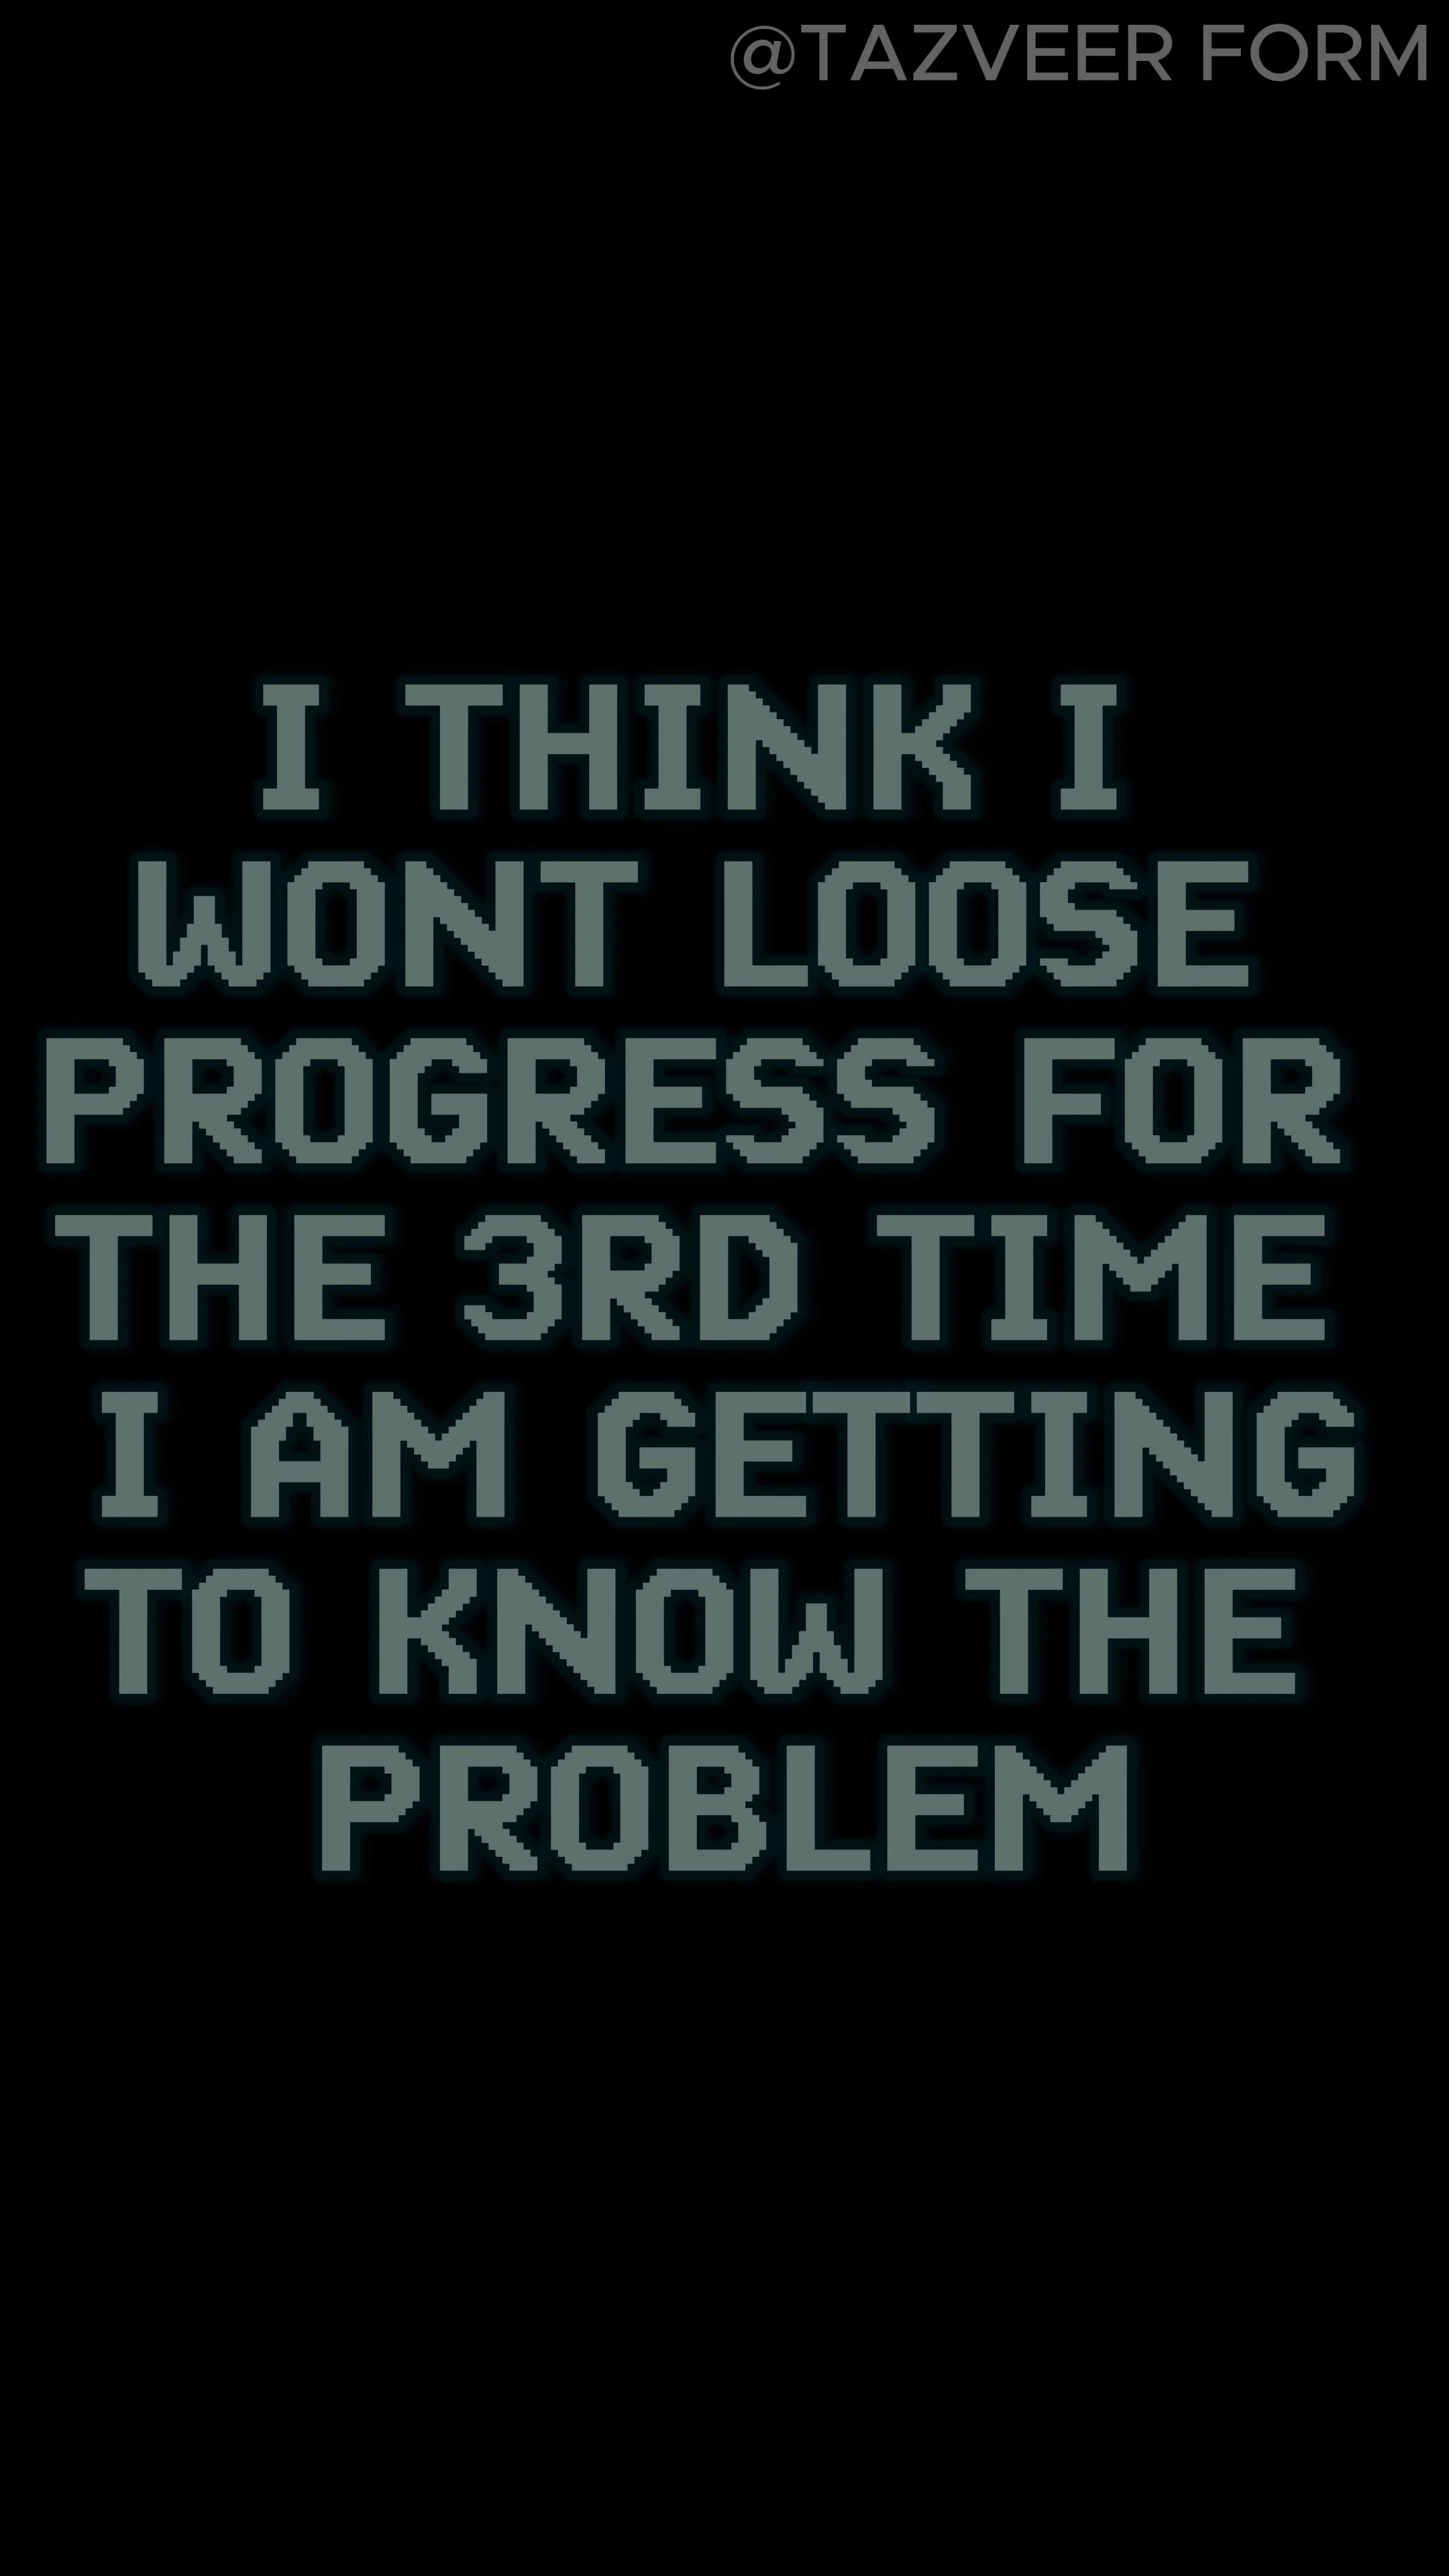 @TAZVEER FORM
I THINK I
WONT LOOSE
PROGRESS FOR
THE 3RD TIME
I AM GETTING
TO KNOW THE
PROBLEM